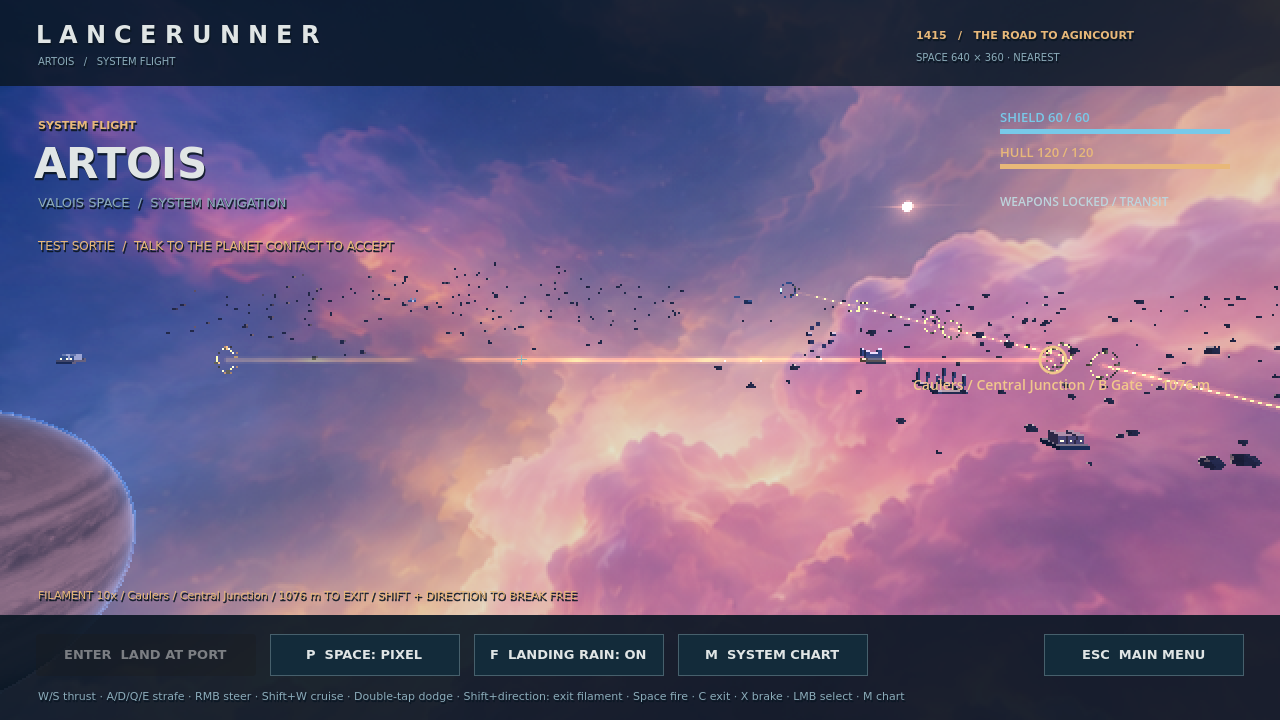 LANCERUNNER
ARTOIS / SYSTEM FLIGHT
1415 / THE ROAD TO AGINCOURT
SPACE 640 × 360 · NEAREST
SYSTEM FLIGHT
ARTOIS
VALOIS SPACE / SYSTEM NAVIGATION
TEST SORTIE / TALK TO THE PLANET CONTACT TO ACCEPT
SHIELD 60 / 60
HULL 120 / 120
WEAPONS LOCKED / TRANSIT
Caulers / Central Junction / B Gate · 1076 m
FILAMENT 10x / Caulers / Central Junction / 1076 m TO EXIT / SHIFT + DIRECTION TO BREAK FREE
ENTER LAND AT PORT
P SPACE: PIXEL
F LANDING RAIN: ON
M SYSTEM CHART
ESC MAIN MENU
W/S thrust · A/D/Q/E strafe · RMB steer · Shift+W cruise · Double-tap dodge · Shift+direction: exit filament · Space fire · C exit · X brake · LMB select · M chart